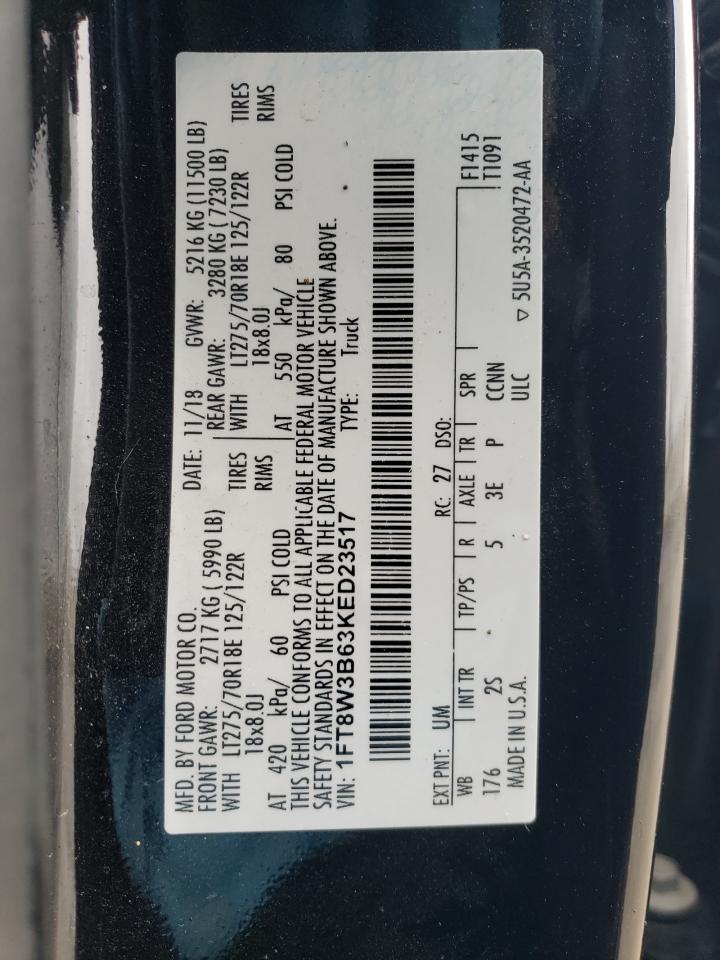 MFD. BY FORD MOTOR CO. DATE: 11/18 GVWR: 5216 KG (11500 LB)
FRONT GAWR: 2717 KG ( 5990 LB) REAR GAWR: 3280 KG ( 7230 LB)
WITH LT275/70R18E 125/122R TIRES WITH LT275/70R18E 125/122R TIRES
18x8.0J RIMS 18x8.0J RIMS
AT 420 kPa/ 60 PSI COLD AT 550 kPa/ 80 PSI COLD
THIS VEHICLE CONFORMS TO ALL APPLICABLE FEDERAL MOTOR VEHICLE
SAFETY STANDARDS IN EFFECT ON THE DATE OF MANUFACTURE SHOWN ABOVE.
VIN: 1FT8W3B63KED23517 TYPE: Truck
EXT PNT: UM RC: 27 DSO:
WB INT TR TP/PS R AXLE TR SPR F1415
176 2S 5 3E P CCNN T1091
MADE IN U.S.A. ULC ▽ 5U5A-3520472-AA